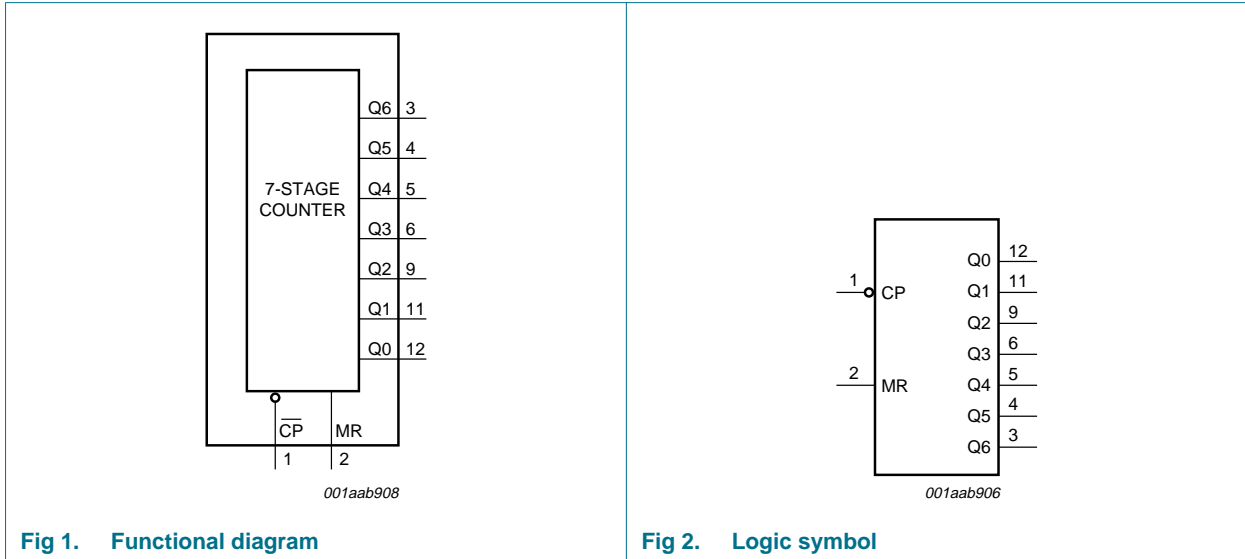 Q6 3
Q5 4
7-STAGE
COUNTER
Q4 5
Q3 6
Q2 9
Q1 11
Q0 12
C̅P̅ MR
1 2
001aab908
Fig 1. Functional diagram
Q0 12
1 CP Q1 11
Q2 9
Q3 6
2 MR Q4 5
Q5 4
Q6 3
001aab906
Fig 2. Logic symbol